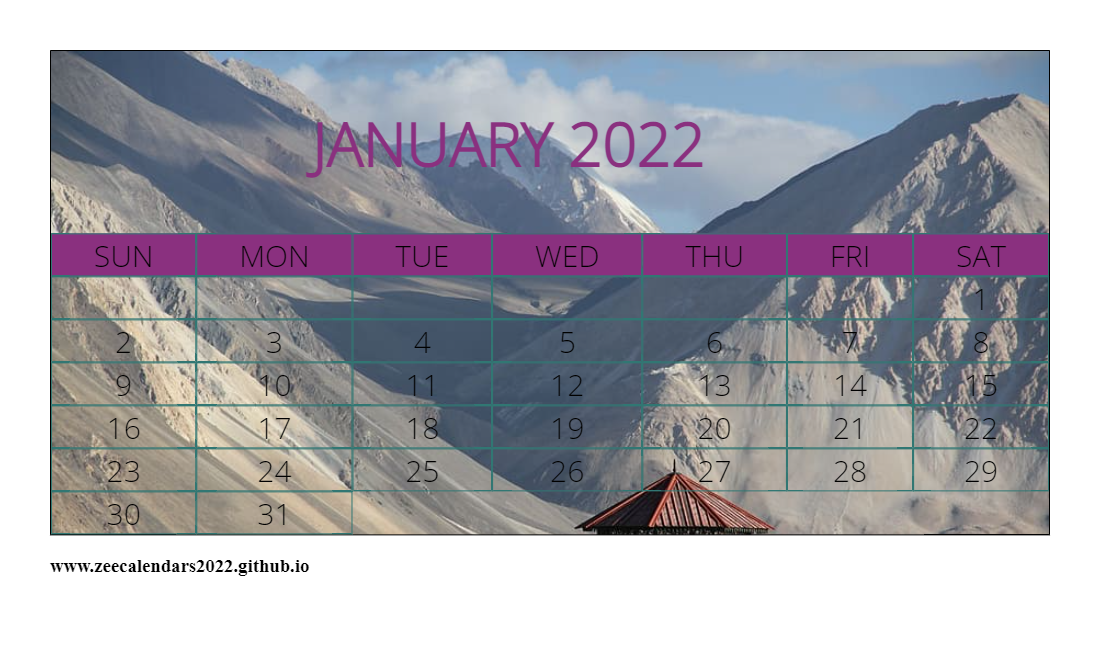 JANUARY 2022
SUN MON TUE WED THU FRI SAT
1
2 3 4 5 6 7 8
9 10 11 12 13 14 15
16 17 18 19 20 21 22
23 24 25 26 27 28 29
30 31
www.zeecalendars2022.github.io